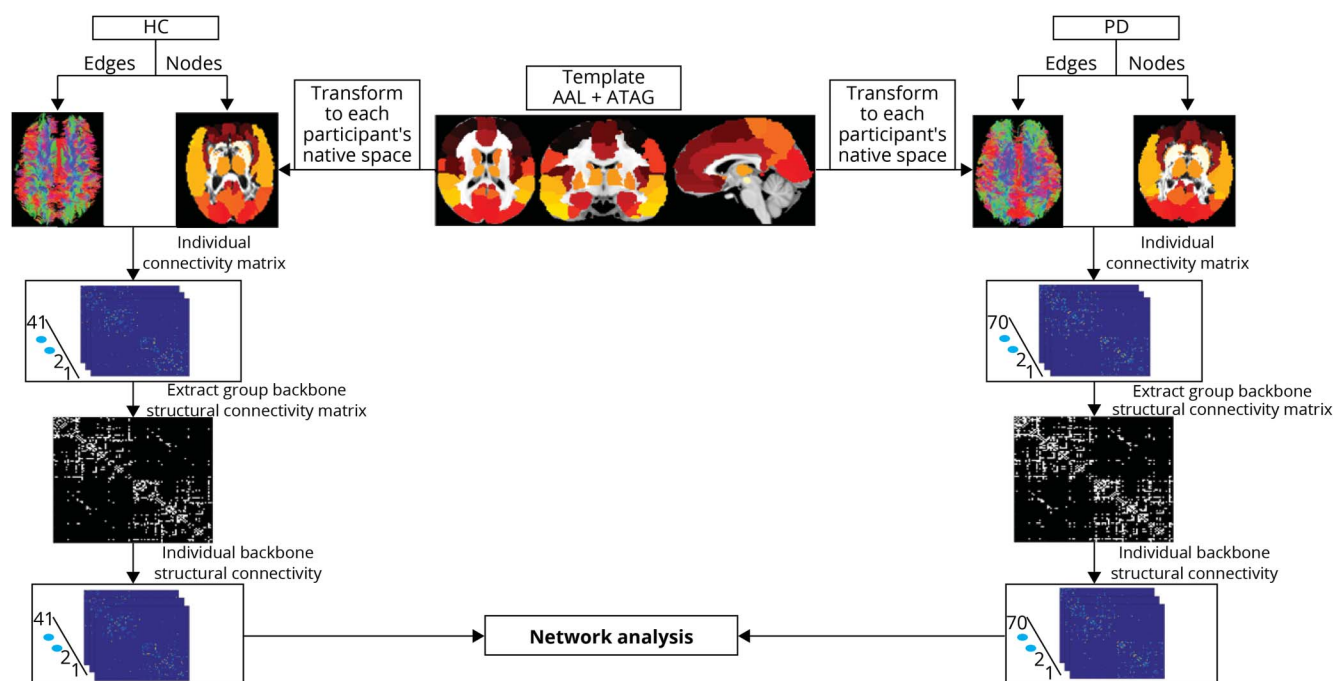 HC
Edges
Nodes
Transform
to each
participant's
native space
Template
AAL + ATAG
Transform
to each
participant's
native space
PD
Edges
Nodes
Individual
connectivity matrix
41
2
1
Extract group backbone
structural connectivity matrix
Individual backbone
structural connectivity
41
2
1
Network analysis
Individual
connectivity matrix
70
2
1
Extract group backbone
structural connectivity matrix
Individual backbone
structural connectivity
70
2
1